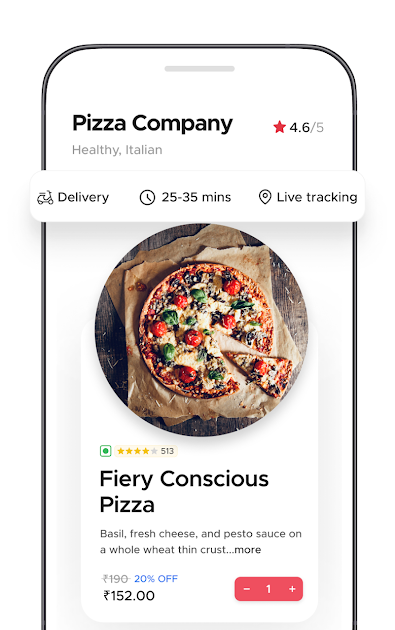 Pizza Company
4.6/5
Healthy, Italian
Delivery
25-35 mins
Live tracking
513
Fiery Conscious
Pizza
Basil, fresh cheese, and pesto sauce on
a whole wheat thin crust...more
₹190 20% OFF
₹152.00
− 1 +